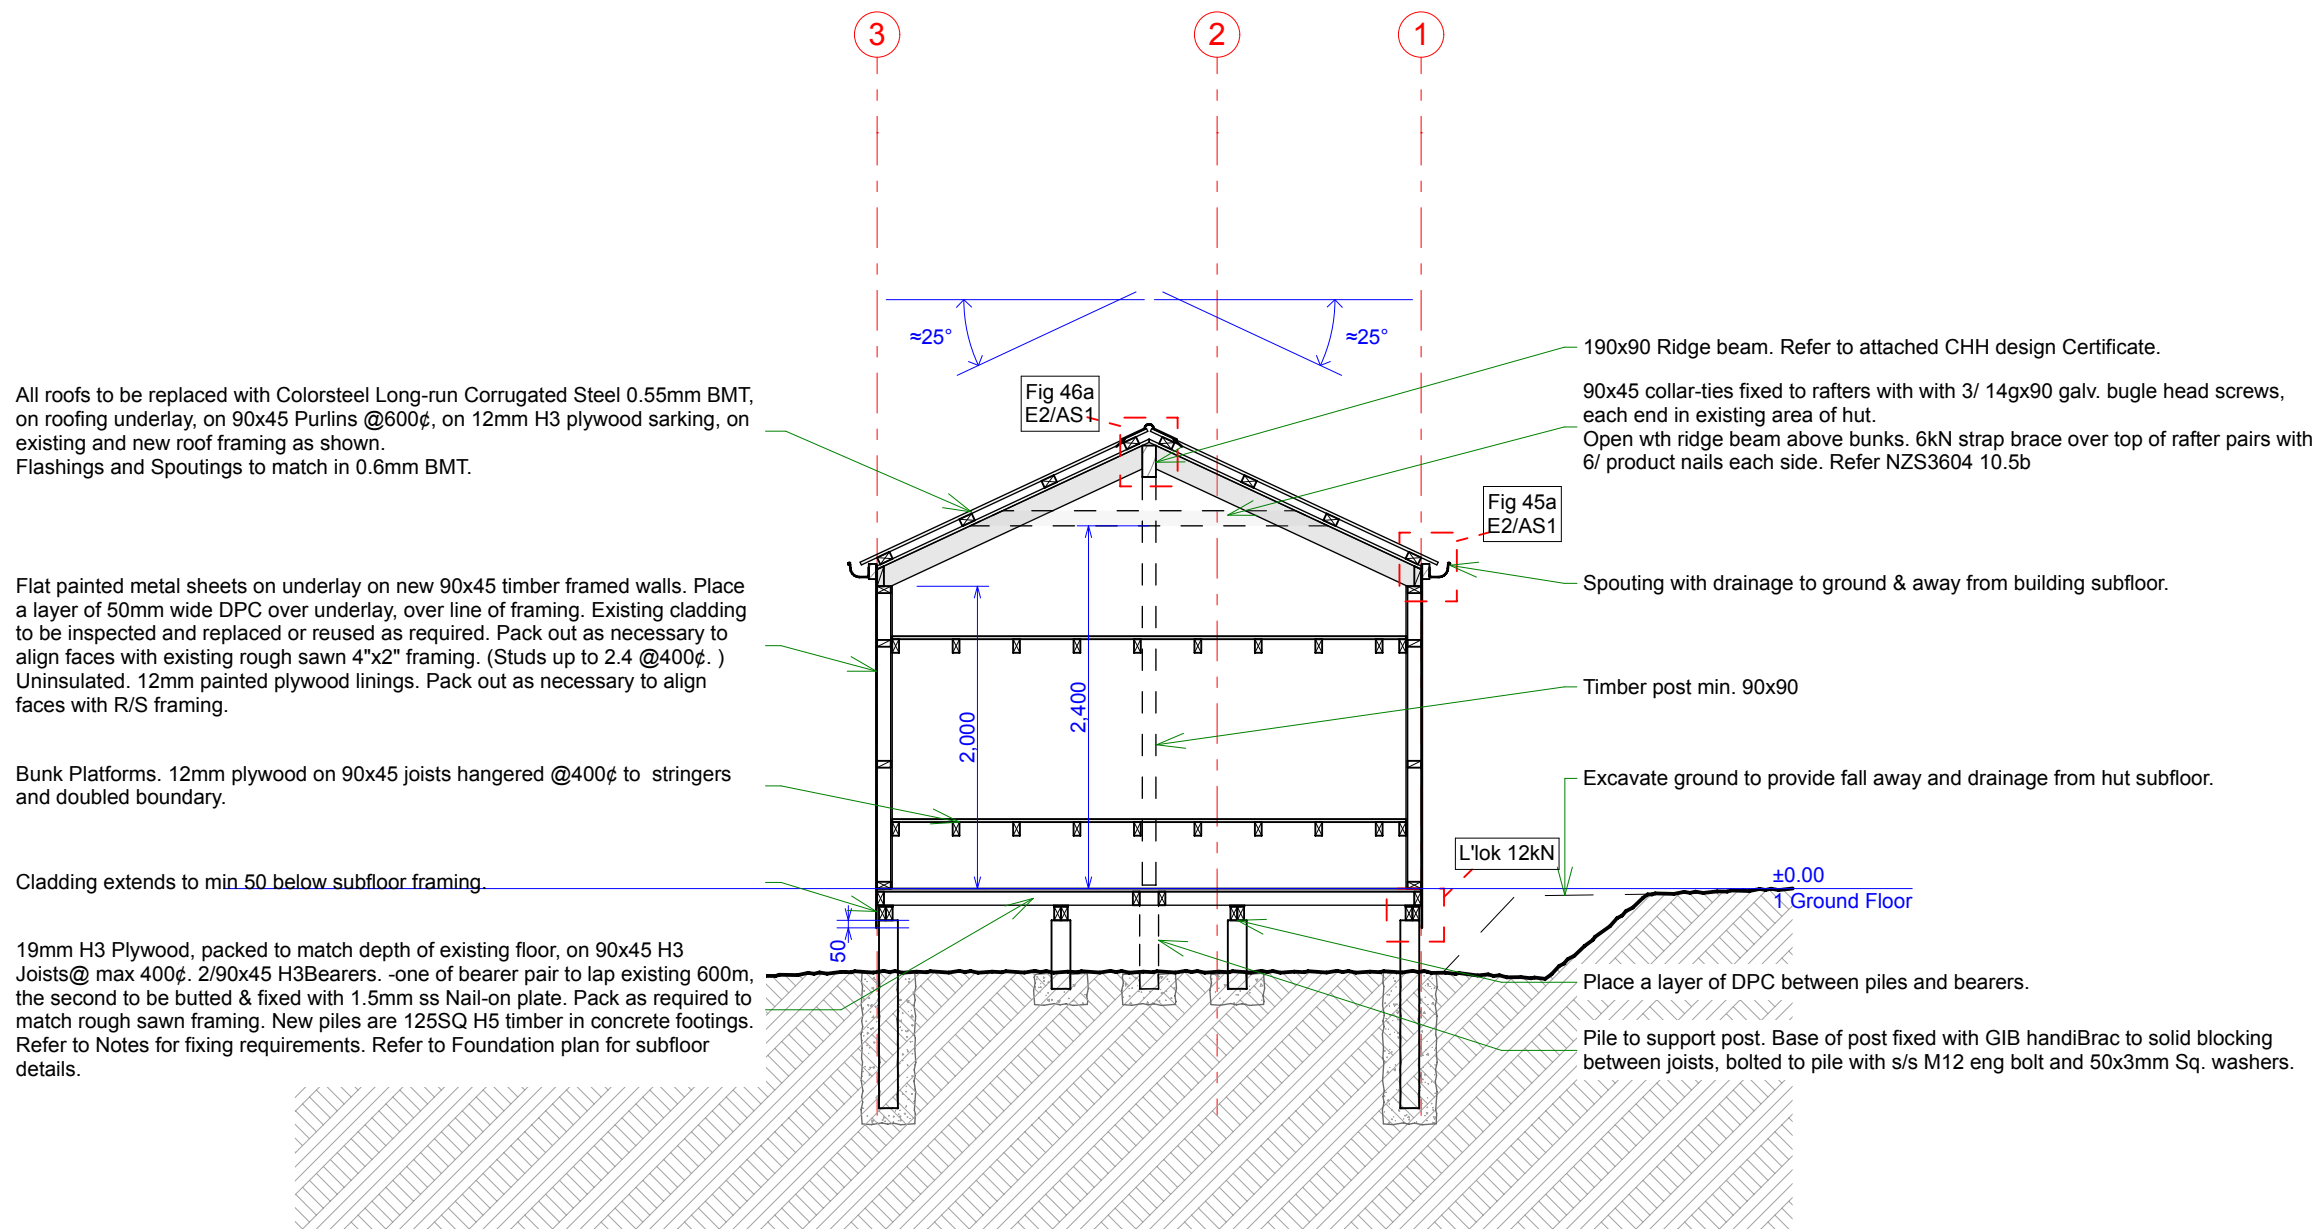 3
2
1
≈25°
≈25°
All roofs to be replaced with Colorsteel Long-run Corrugated Steel 0.55mm BMT,
on roofing underlay, on 90x45 Purlins @600¢, on 12mm H3 plywood sarking, on
existing and new roof framing as shown.
Flashings and Spoutings to match in 0.6mm BMT.
Flat painted metal sheets on underlay on new 90x45 timber framed walls. Place
a layer of 50mm wide DPC over underlay, over line of framing. Existing cladding
to be inspected and replaced or reused as required. Pack out as necessary to
align faces with existing rough sawn 4"x2" framing. (Studs up to 2.4 @400¢. )
Uninsulated. 12mm painted plywood linings. Pack out as necessary to align
faces with R/S framing.
Bunk Platforms. 12mm plywood on 90x45 joists hangered @400¢ to stringers
and doubled boundary.
Cladding extends to min 50 below subfloor framing.
19mm H3 Plywood, packed to match depth of existing floor, on 90x45 H3
Joists@ max 400¢. 2/90x45 H3Bearers. -one of bearer pair to lap existing 600m,
the second to be butted & fixed with 1.5mm ss Nail-on plate. Pack as required to
match rough sawn framing. New piles are 125SQ H5 timber in concrete footings.
Refer to Notes for fixing requirements. Refer to Foundation plan for subfloor
details.
Fig 46a
E2/AS1
Fig 45a
E2/AS1
2,000
2,400
50
L'lok 12kN
190x90 Ridge beam. Refer to attached CHH design Certificate.
90x45 collar-ties fixed to rafters with with 3/ 14gx90 galv. bugle head screws,
each end in existing area of hut.
Open wth ridge beam above bunks. 6kN strap brace over top of rafter pairs with
6/ product nails each side. Refer NZS3604 10.5b
Spouting with drainage to ground & away from building subfloor.
Timber post min. 90x90
Excavate ground to provide fall away and drainage from hut subfloor.
±0.00
1 Ground Floor
Place a layer of DPC between piles and bearers.
Pile to support post. Base of post fixed with GIB handiBrac to solid blocking
between joists, bolted to pile with s/s M12 eng bolt and 50x3mm Sq. washers.